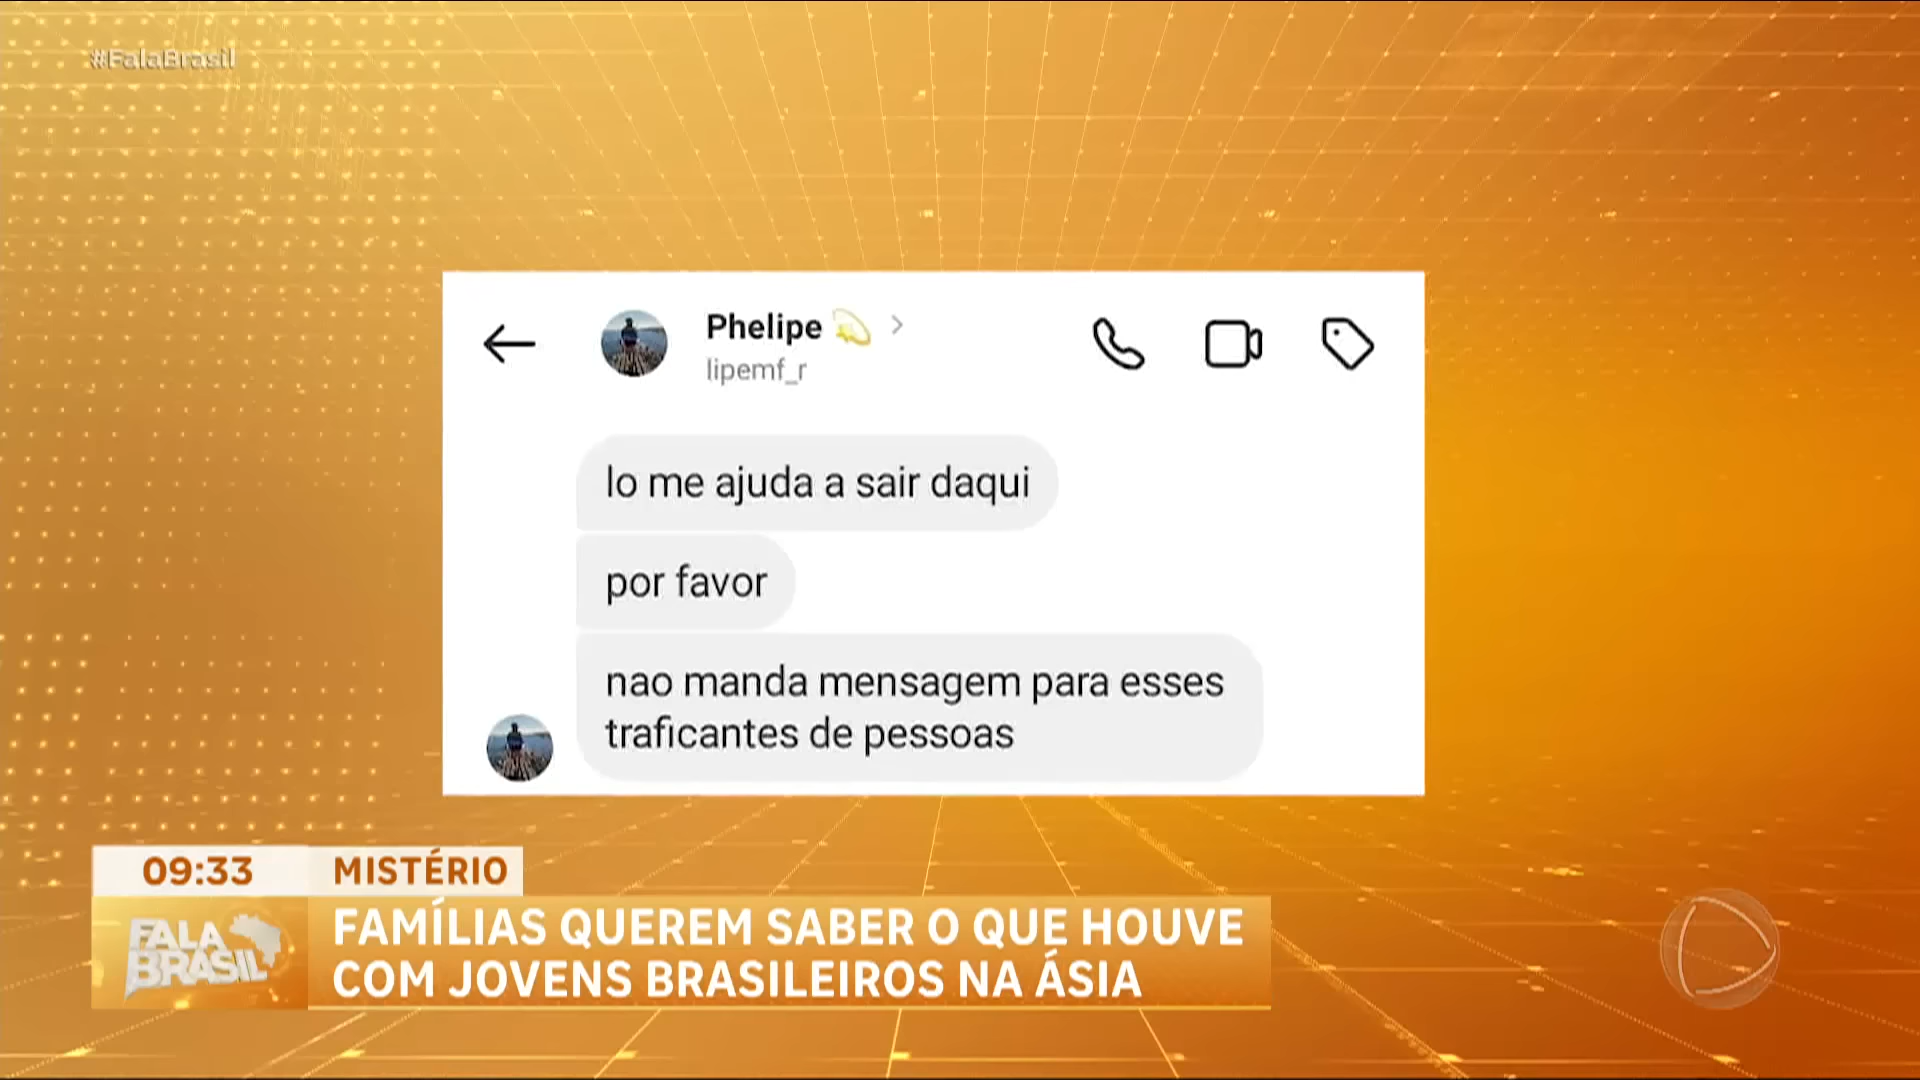 #FalaBrasil
Phelipe
lipemf_r
lo me ajuda a sair daqui
por favor
nao manda mensagem para esses
traficantes de pessoas
09:33 MISTÉRIO
FALA
BRASIL
FAMÍLIAS QUEREM SABER O QUE HOUVE
COM JOVENS BRASILEIROS NA ÁSIA